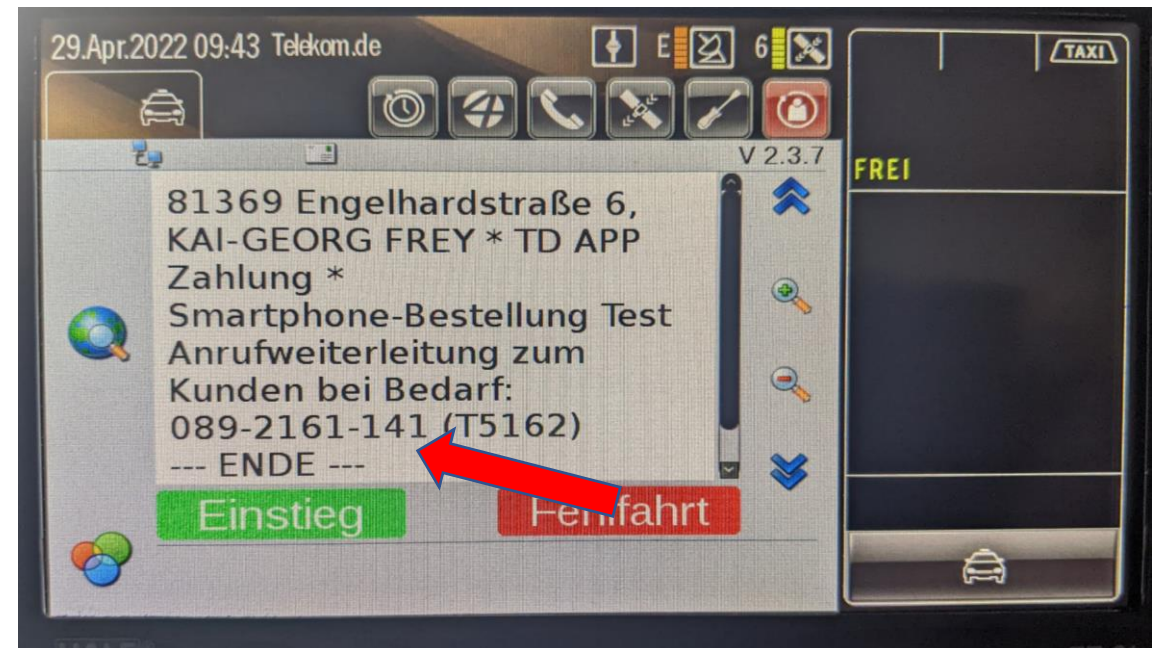 29.Apr.2022 09:43 Telekom.de E 6
TAXI
V 2.3.7
FREI
81369 Engelhardstraße 6,
KAI-GEORG FREY * TD APP
Zahlung *
Smartphone-Bestellung Test
Anrufweiterleitung zum
Kunden bei Bedarf:
089-2161-141 (T5162)
--- ENDE ---
Einstieg
Fehlfahrt